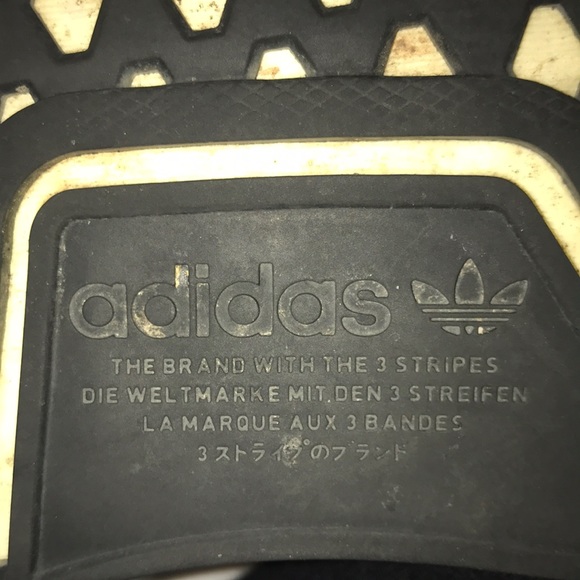 adidas
THE BRAND WITH THE 3 STRIPES
DIE WELTMARKE MIT DEN 3 STREIFEN
LA MARQUE AUX 3 BANDES
3ストライプのブランド